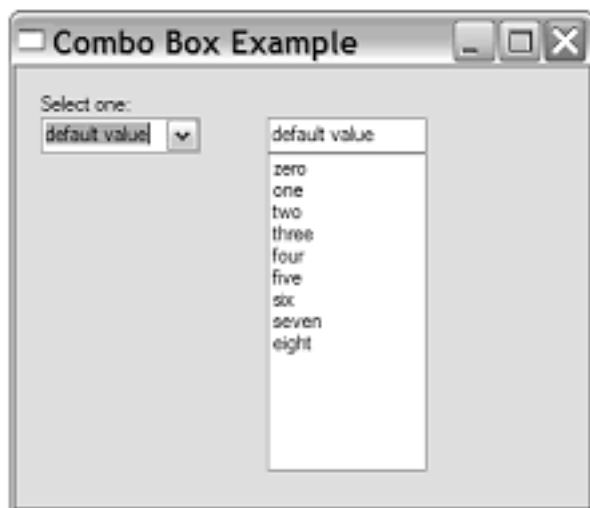 Combo Box Example
Select one:
default value
default value
zero
one
two
three
four
five
six
seven
eight